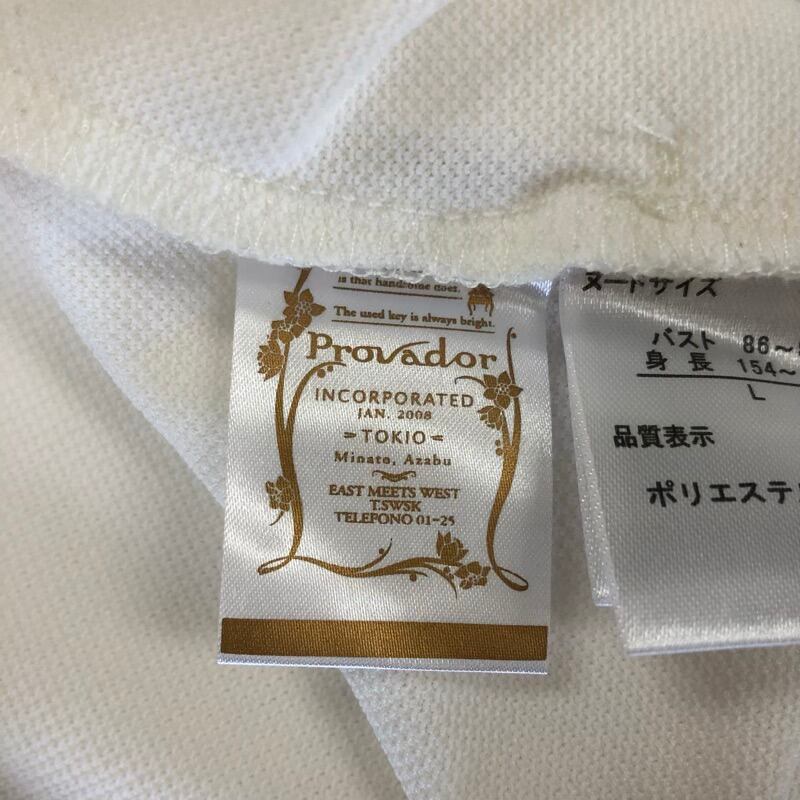 is that handsome does.
The used key is always bright.
Provador
INCORPORATED
JAN. 2008
TOKIO
Minato, Azabu
EAST MEETS WEST
T.SWSK
TELEFONO 01-25
ヌードサイズ
バスト 86～
身長 154～
L
品質表示
ポリエステ